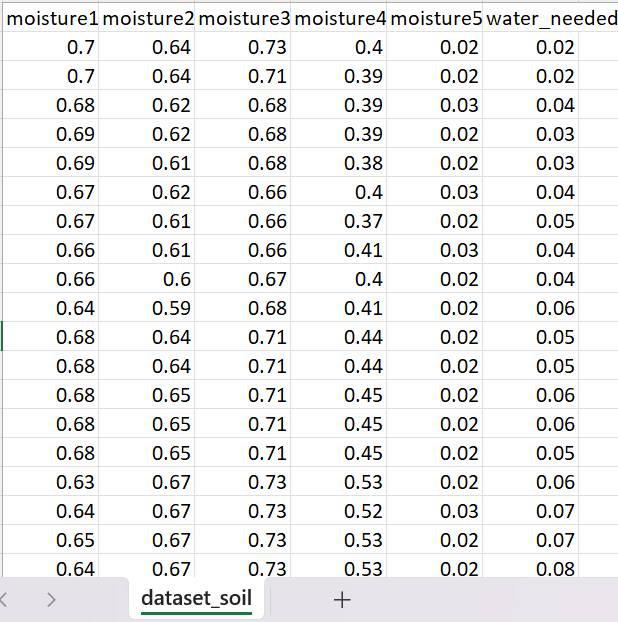 moisture1 moisture2 moisture3 moisture4 moisture5 water_needed
0.7 0.64 0.73 0.4 0.02 0.02
0.7 0.64 0.71 0.39 0.02 0.02
0.68 0.62 0.68 0.39 0.03 0.04
0.69 0.62 0.68 0.39 0.02 0.03
0.69 0.61 0.68 0.38 0.02 0.03
0.67 0.62 0.66 0.4 0.03 0.04
0.67 0.61 0.66 0.37 0.02 0.05
0.66 0.61 0.66 0.41 0.03 0.04
0.66 0.6 0.67 0.4 0.02 0.04
0.64 0.59 0.68 0.41 0.02 0.06
0.68 0.64 0.71 0.44 0.02 0.05
0.68 0.64 0.71 0.44 0.02 0.05
0.68 0.65 0.71 0.45 0.02 0.06
0.68 0.65 0.71 0.45 0.02 0.06
0.68 0.65 0.71 0.45 0.02 0.05
0.63 0.67 0.73 0.53 0.02 0.06
0.64 0.67 0.73 0.52 0.03 0.07
0.65 0.67 0.73 0.53 0.02 0.07
0.64 0.67 0.73 0.53 0.02 0.08
dataset_soil